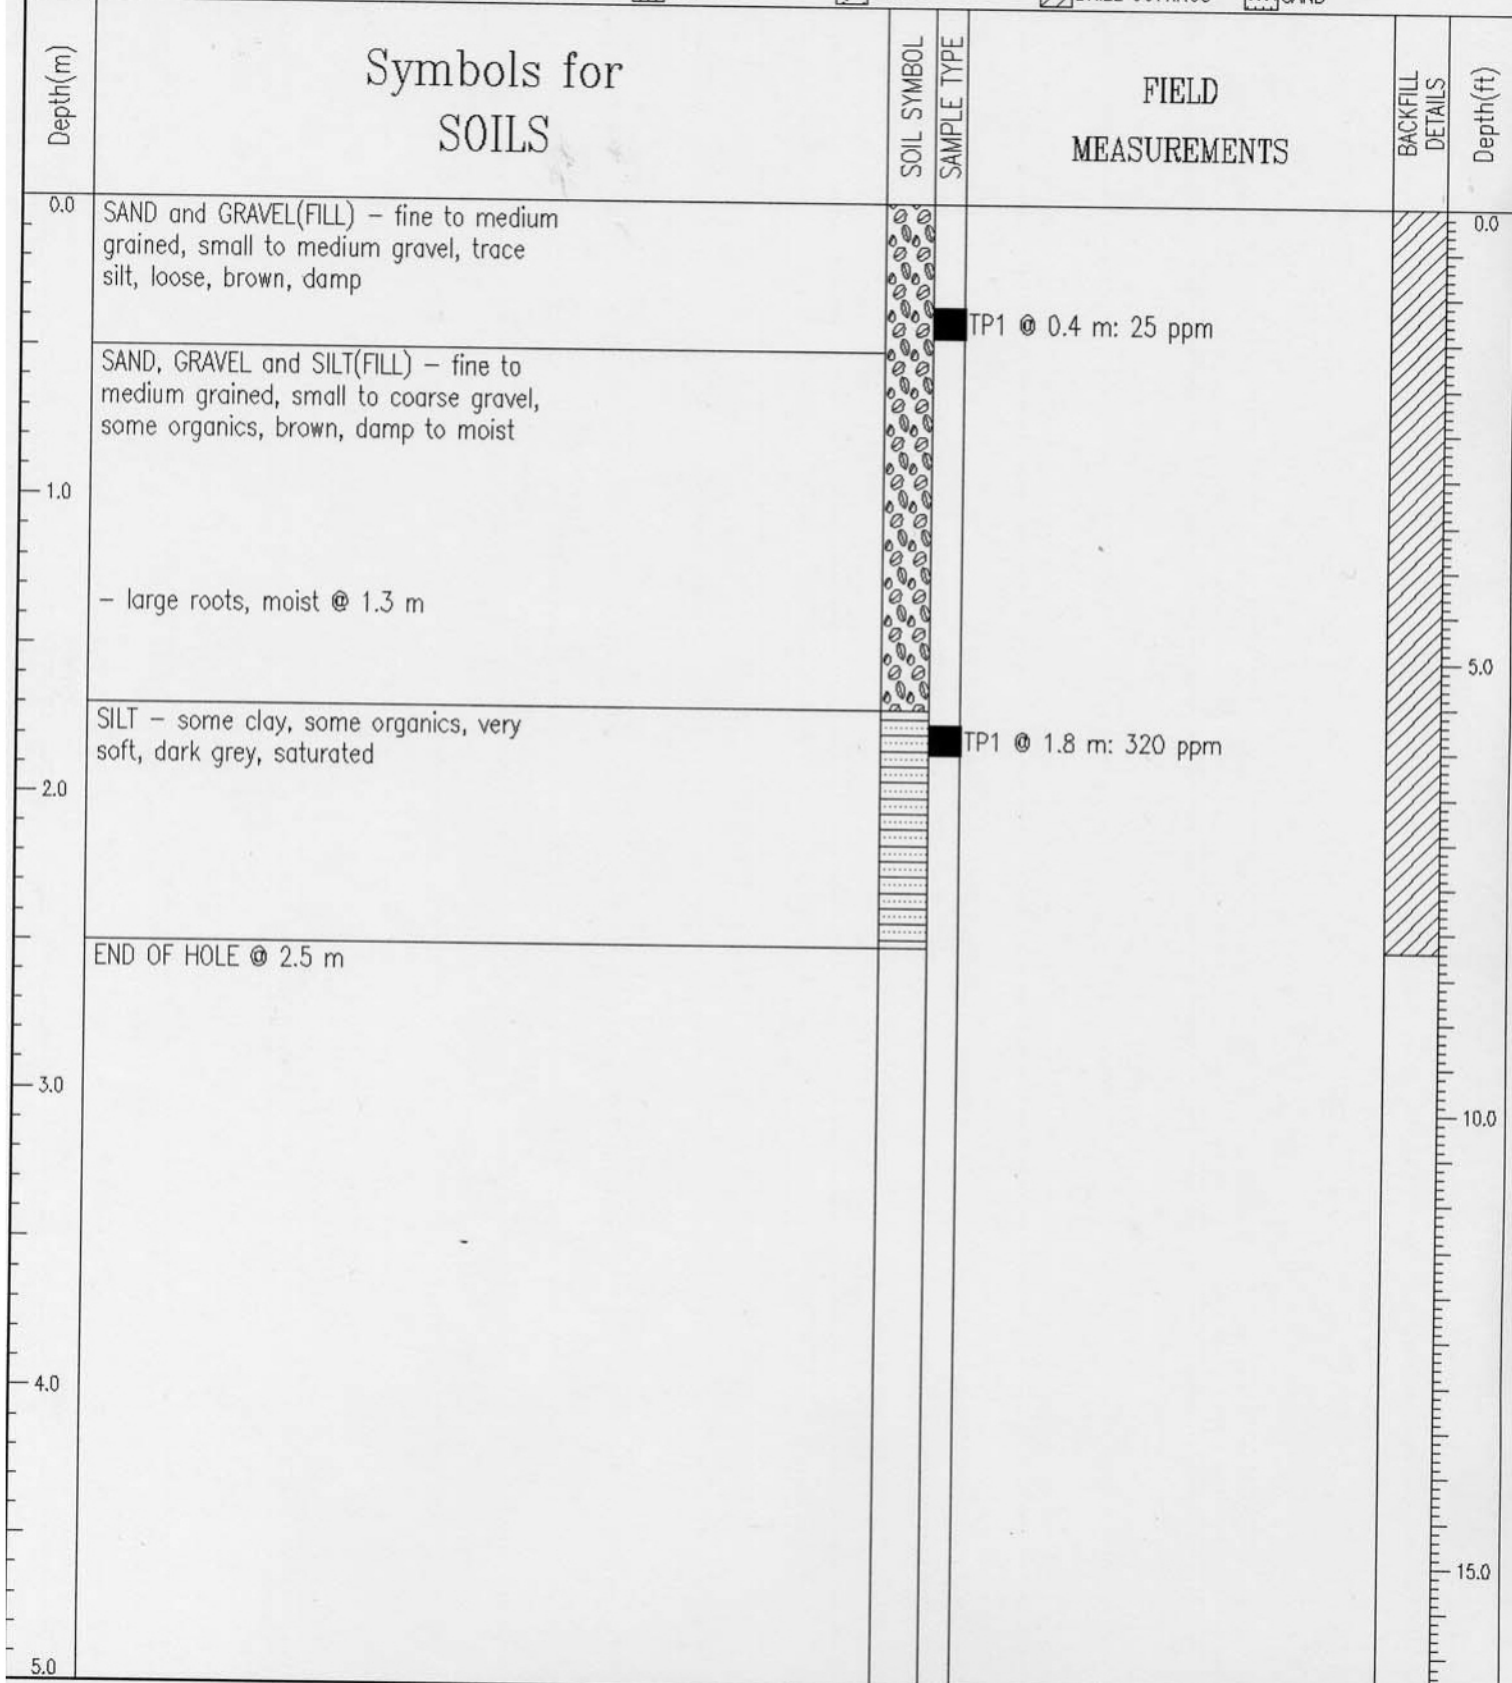 SAND
Depth(m)
Symbols for
SOILS
SOIL SYMBOL
SAMPLE TYPE
FIELD
MEASUREMENTS
BACKFILL
DETAILS
Depth(ft)
0.0
SAND and GRAVEL(FILL) – fine to medium
grained, small to medium gravel, trace
silt, loose, brown, damp
0.0
TP1 @ 0.4 m: 25 ppm
SAND, GRAVEL and SILT(FILL) – fine to
medium grained, small to coarse gravel,
some organics, brown, damp to moist
1.0
– large roots, moist @ 1.3 m
5.0
SILT – some clay, some organics, very
soft, dark grey, saturated
TP1 @ 1.8 m: 320 ppm
2.0
END OF HOLE @ 2.5 m
3.0
10.0
4.0
15.0
5.0